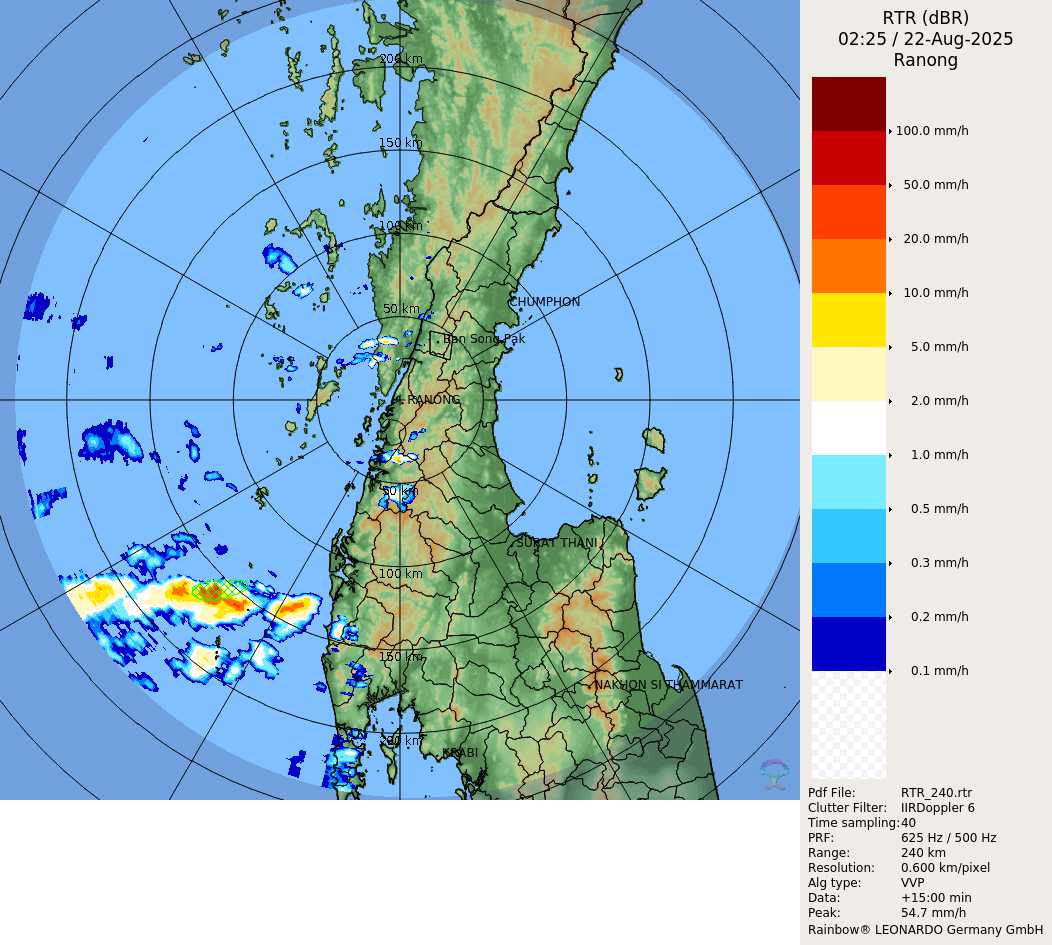 RTR (dBR)
02:25 / 22-Aug-2025
Ranong
100.0 mm/h
50.0 mm/h
20.0 mm/h
10.0 mm/h
5.0 mm/h
2.0 mm/h
1.0 mm/h
0.5 mm/h
0.3 mm/h
0.2 mm/h
0.1 mm/h
200 km
150 km
100 km
50 km
CHUMPHON
Ban Song Pak
RANONG
50 km
SURAT THANI
100 km
150 km
NAKHON SI THAMMARAT
200 km
KRABI
Pdf File: RTR_240.rtr
Clutter Filter: IIRDoppler 6
Time sampling: 40
PRF: 625 Hz / 500 Hz
Range: 240 km
Resolution: 0.600 km/pixel
Alg type: VVP
Data: +15:00 min
Peak: 54.7 mm/h
Rainbow® LEONARDO Germany GmbH